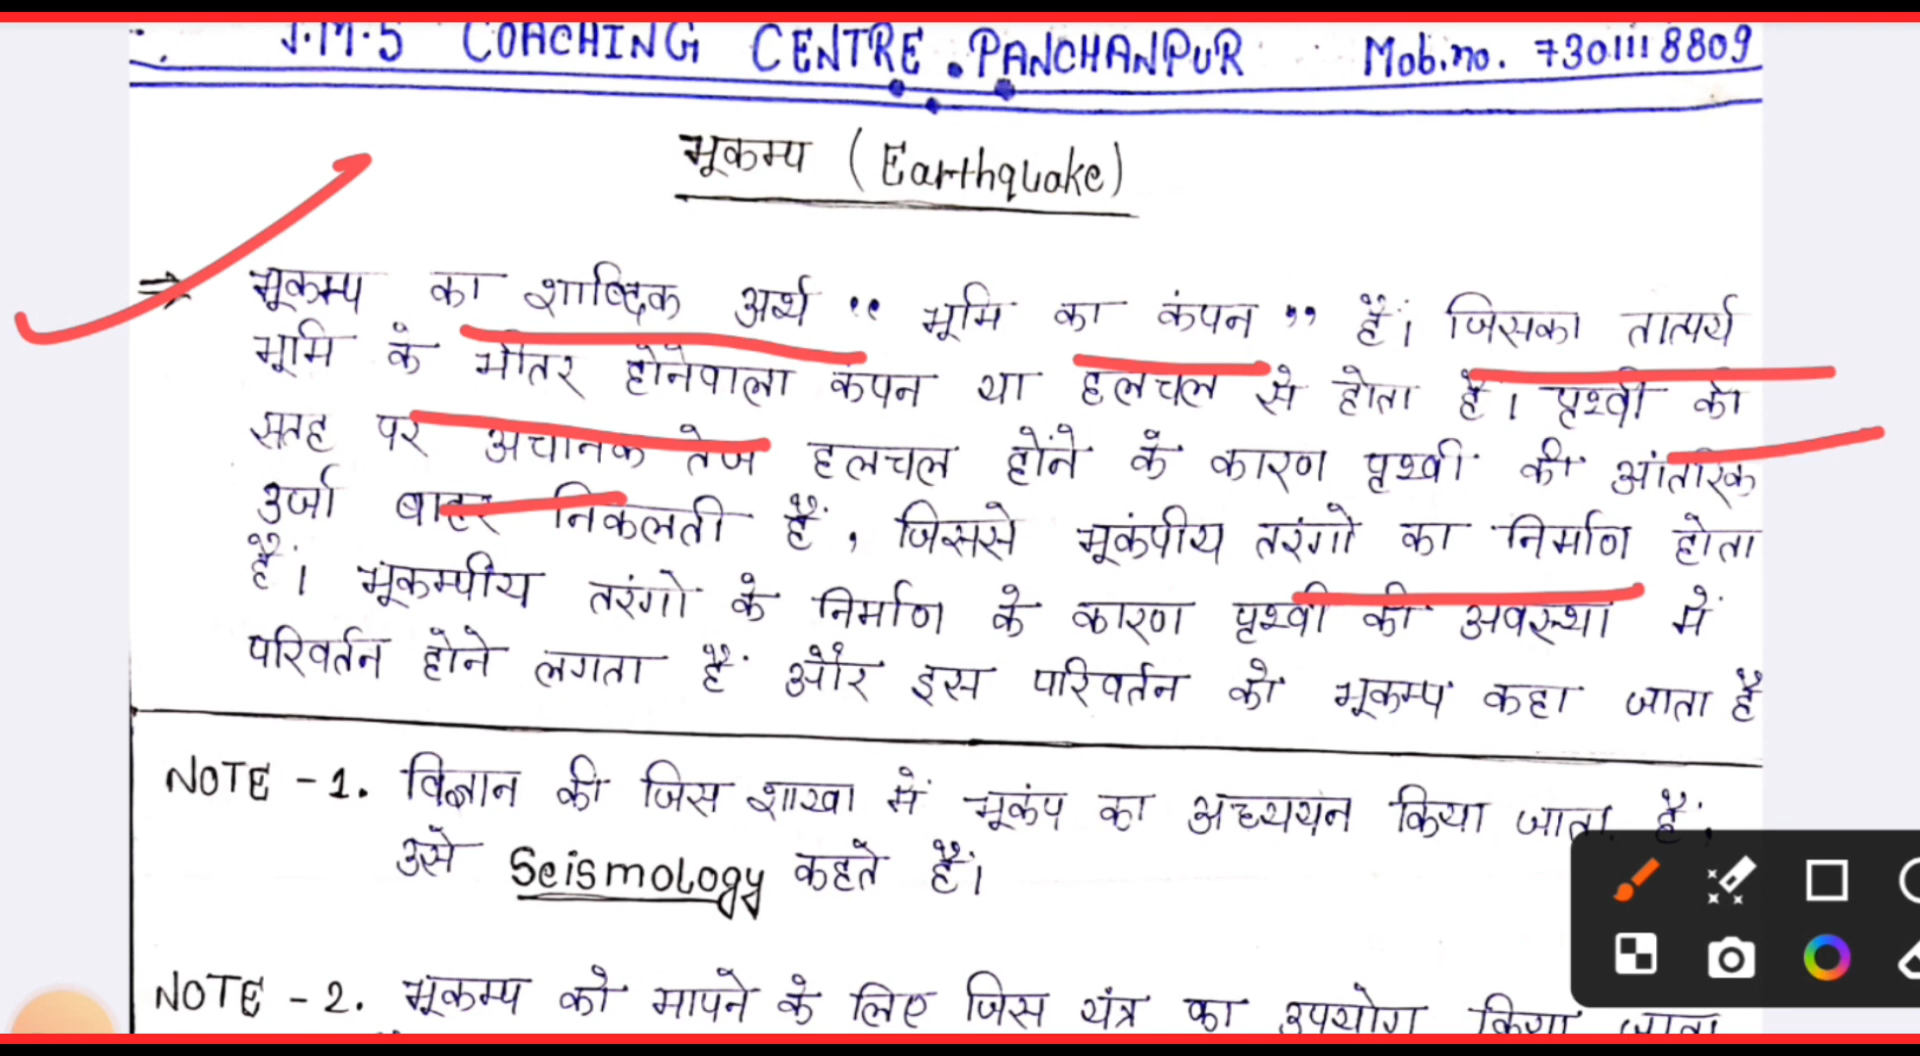 J.M.5 COACHING CENTRE. PANCHANPUR Mob.no. 7301118809
भूकम्प (Earthquake)
⇒ भूकम्प का शाब्दिक अर्थ “ भूमि का कंपन ” हैं। जिसका तात्पर्य
भूमि के भीतर होनेवाला कंपन या हलचल से होता है। पृथ्वी की
सतह पर अचानक तेज हलचल होंने के कारण पृथ्वी की आंतरिक
उर्जा बाहर निकलती हैं, जिससे भूकंपीय तरंगो का निर्माण होता
हैं। भूकम्पीय तरंगो के निर्माण के कारण पृथ्वी की अवस्था में
परिवर्तन होने लगता हैं और इस परिवर्तन को भूकम्प कहा जाता है
NOTE - 1. विज्ञान की जिस शाखा में भूकंप का अध्ययन किया जाता हैं,
उसे Seismology कहते हैं।
NOTE - 2. भूकम्प को मापने के लिए जिस यंत्र का उपयोग किया जाता